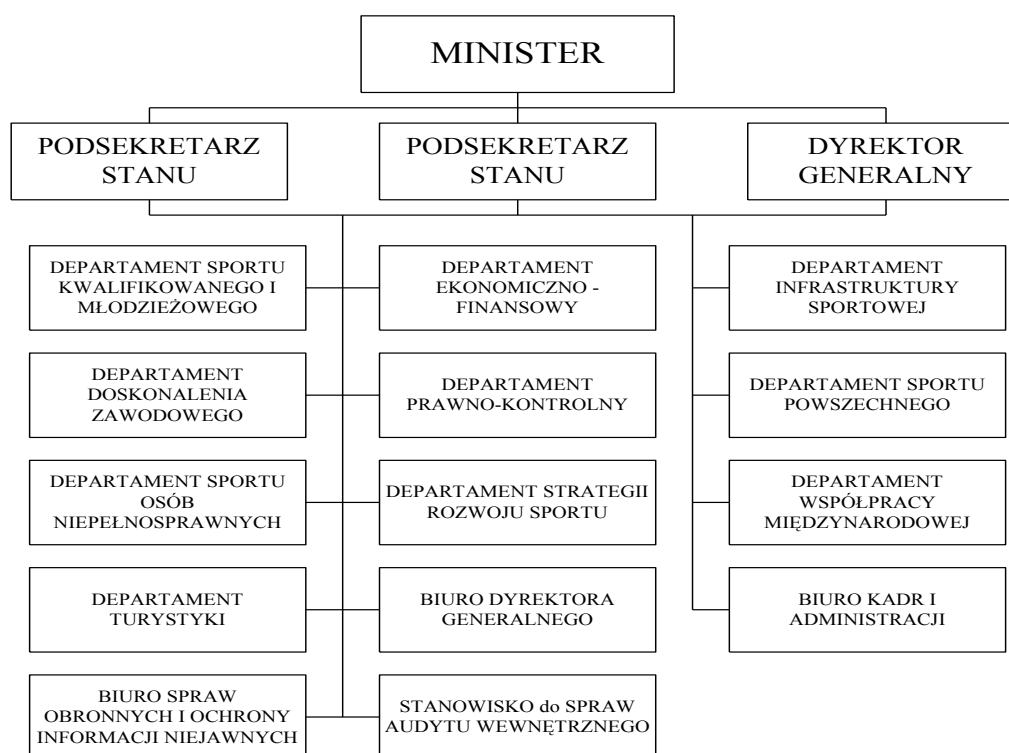 MINISTER
PODSEKRETARZ
STANU
PODSEKRETARZ
STANU
DYREKTOR
GENERALNY
DEPARTAMENT SPORTU
KWALIFIKOWANEGO I
MŁODZIEŻOWEGO
DEPARTAMENT
EKONOMICZNO -
FINANSOWY
DEPARTAMENT
INFRASTRUKTURY
SPORTOWEJ
DEPARTAMENT
DOSKONALENIA
ZAWODOWEGO
DEPARTAMENT
PRAWNO-KONTROLNY
DEPARTAMENT SPORTU
POWSZECHNEGO
DEPARTAMENT SPORTU
OSÓB
NIEPEŁNOSPRAWNYCH
DEPARTAMENT STRATEGII
ROZWOJU SPORTU
DEPARTAMENT
WSPÓŁPRACY
MIĘDZYNARODOWEJ
DEPARTAMENT
TURYSTYKI
BIURO DYREKTORA
GENERALNEGO
BIURO KADR I
ADMINISTRACJI
BIURO SPRAW
OBRONNYCH I OCHRONY
INFORMACJI NIEJAWNYCH
STANOWISKO do SPRAW
AUDYTU WEWNĘTRZNEGO